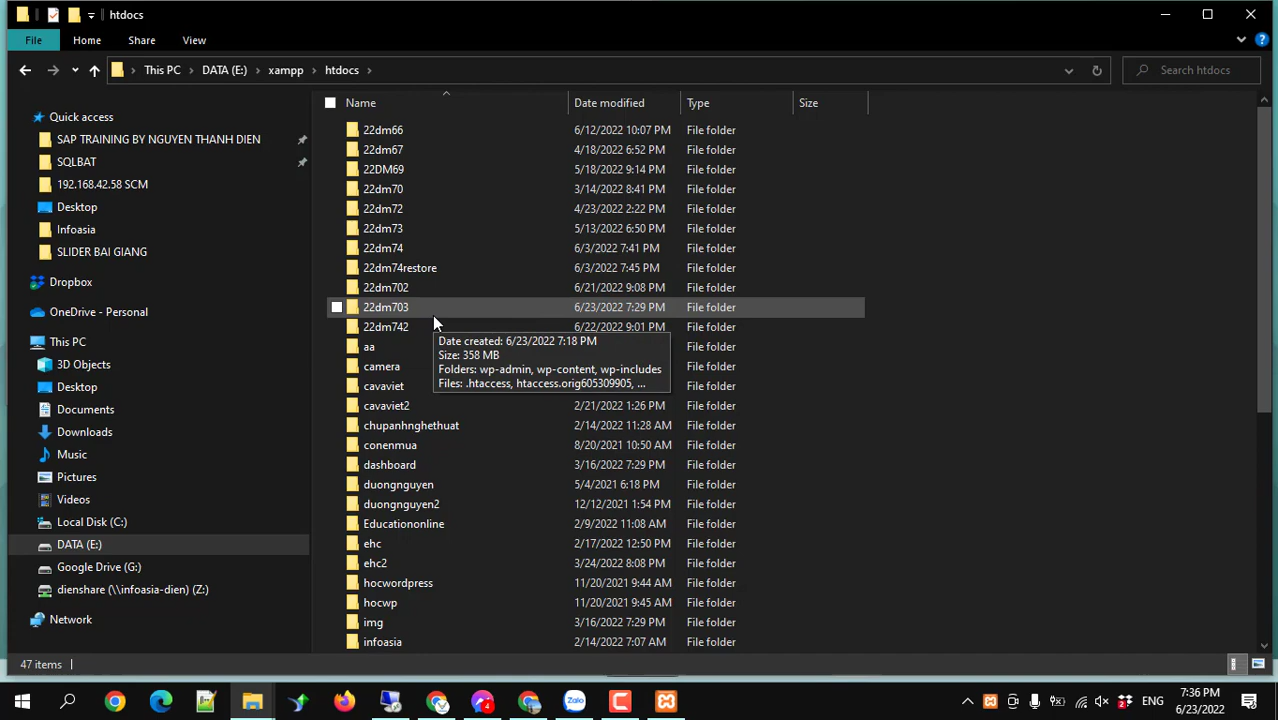 htdocs
File Home Share View
This PC DATA (E:) xampp htdocs Search htdocs
Name Date modified Type Size
Quick access
SAP TRAINING BY NGUYEN THANH DIEN
SQLBAT
192.168.42.58 SCM
Desktop
Infoasia
SLIDER BAI GIANG
Dropbox
OneDrive - Personal
This PC
3D Objects
Desktop
Documents
Downloads
Music
Pictures
Videos
Local Disk (C:)
DATA (E:)
Google Drive (G:)
dienshare (\\infoasia-dien) (Z:)
Network
22dm66 6/12/2022 10:07 PM File folder
22dm67 4/18/2022 6:52 PM File folder
22DM69 5/18/2022 9:14 PM File folder
22dm70 3/14/2022 8:41 PM File folder
22dm72 4/23/2022 2:22 PM File folder
22dm73 5/13/2022 6:50 PM File folder
22dm74 6/3/2022 7:41 PM File folder
22dm74restore 6/3/2022 7:45 PM File folder
22dm702 6/21/2022 9:08 PM File folder
22dm703 6/23/2022 7:29 PM File folder
22dm742 6/22/2022 9:01 PM File folder
aa File folder
camera File folder
cavaviet File folder
Date created: 6/23/2022 7:18 PM
Size: 358 MB
Folders: wp-admin, wp-content, wp-includes
Files: .htaccess, htaccess.orig605309905, ...
cavaviet2 2/21/2022 1:26 PM File folder
chupanhnghethuat 2/14/2022 11:28 AM File folder
conenmua 8/20/2021 10:50 AM File folder
dashboard 3/16/2022 7:29 PM File folder
duongnguyen 5/4/2021 6:18 PM File folder
duongnguyen2 12/12/2021 1:54 PM File folder
Educationonline 2/9/2022 11:08 AM File folder
ehc 2/17/2022 12:50 PM File folder
ehc2 3/24/2022 8:08 PM File folder
hocwordpress 11/20/2021 9:44 AM File folder
hocwp 11/20/2021 9:45 AM File folder
img 3/16/2022 7:29 PM File folder
infoasia 2/14/2022 7:07 AM File folder
47 items
4 Zalo 2 ENG 7:36 PM
6/23/2022